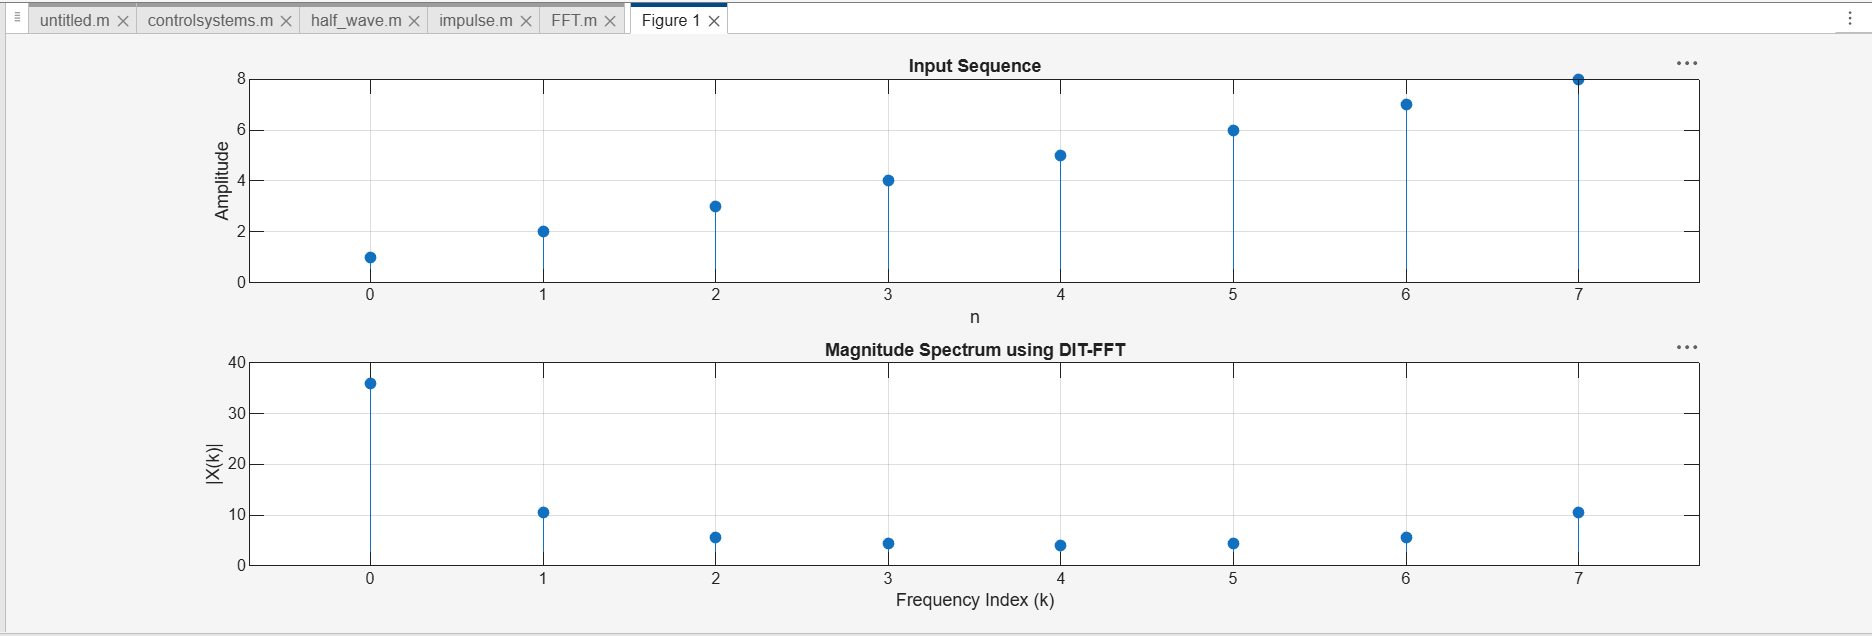 untitled.m controlsystems.m half_wave.m impulse.m FFT.m Figure 1
Input Sequence
8
6
4
2
0
Amplitude
0 1 2 3 4 5 6 7
n
Magnitude Spectrum using DIT-FFT
40
30
20
10
0
|X(k)|
0 1 2 3 4 5 6 7
Frequency Index (k)